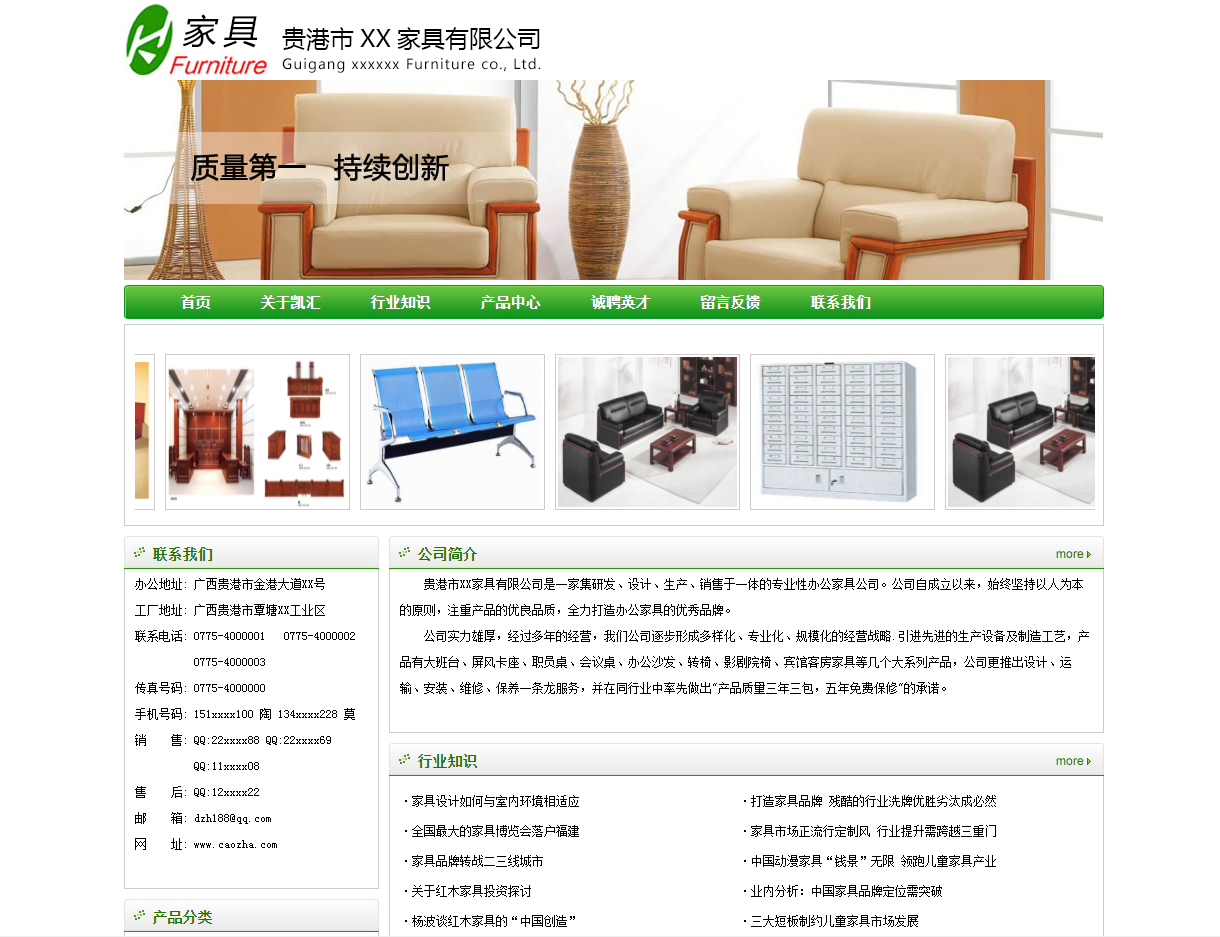 家具
Furniture
贵港市 XX 家具有限公司
Guigang xxxxxx Furniture co., Ltd.
质量第一 持续创新
首页 关于凯汇 行业知识 产品中心 诚聘英才 留言反馈 联系我们
联系我们
办公地址: 广西贵港市金港大道XX号
工厂地址: 广西贵港市覃塘XX工业区
联系电话: 0775-4000001 0775-4000002
0775-4000003
传真号码: 0775-4000000
手机号码: 151xxxx100 陶 134xxxx228 莫
销 售: QQ:22xxxx88 QQ:22xxxx69
QQ:11xxxx08
售 后: QQ:12xxxx22
邮 箱: dzh188@qq.com
网 址: www.caozha.com
产品分类
公司简介 more
贵港市XX家具有限公司是一家集研发、设计、生产、销售于一体的专业性办公家具公司。公司自成立以来，始终坚持以人为本
的原则，注重产品的优良品质，全力打造办公家具的优秀品牌。
公司实力雄厚，经过多年的经营，我们公司逐步形成多样化、专业化、规模化的经营战略.引进先进的生产设备及制造工艺，产
品有大班台、屏风卡座、职员桌、会议桌、办公沙发、转椅、影剧院椅、宾馆客房家具等几个大系列产品，公司更推出设计、运
输、安装、维修、保养一条龙服务，并在同行业中率先做出"产品质量三年三包，五年免费保修"的承诺。
行业知识 more
·家具设计如何与室内环境相适应
·打造家具品牌 残酷的行业洗牌优胜劣汰成必然
·全国最大的家具博览会落户福建
·家具市场正流行定制风 行业提升需跨越三重门
·家具品牌转战二三线城市
·中国动漫家具“钱景”无限 领跑儿童家具产业
·关于红木家具投资探讨
·业内分析：中国家具品牌定位需突破
·杨波谈红木家具的“中国创造”
·三大短板制约儿童家具市场发展